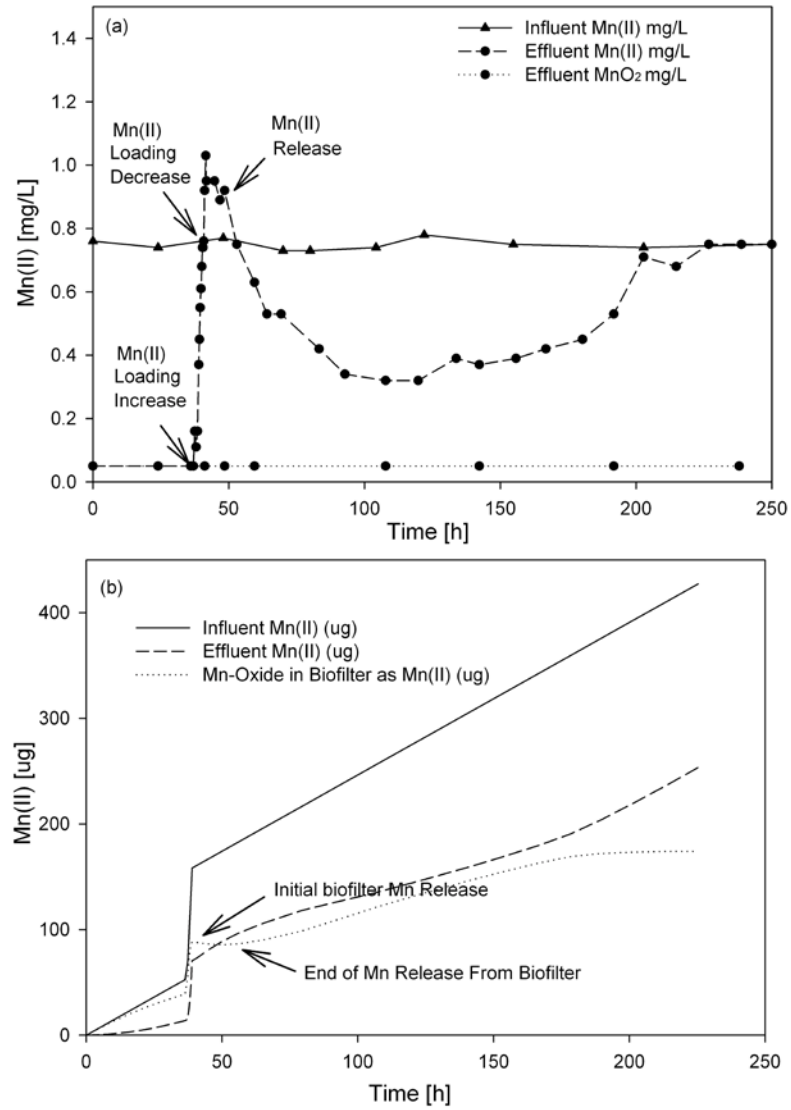 (a)
Influent Mn(II) mg/L
Effluent Mn(II) mg/L
Effluent MnO₂ mg/L
1.4
1.2
1.0
0.8
0.6
0.4
0.2
0.0
Mn(II) [mg/L]
Mn(II)
Loading
Decrease
Mn(II)
Release
Mn(II)
Loading
Increase
0 50 100 150 200 250
Time [h]
(b)
Influent Mn(II) (ug)
Effluent Mn(II) (ug)
Mn-Oxide in Biofilter as Mn(II) (ug)
400
300
200
100
0
Mn(II) [ug]
Initial biofilter Mn Release
End of Mn Release From Biofilter
0 50 100 150 200 250
Time [h]